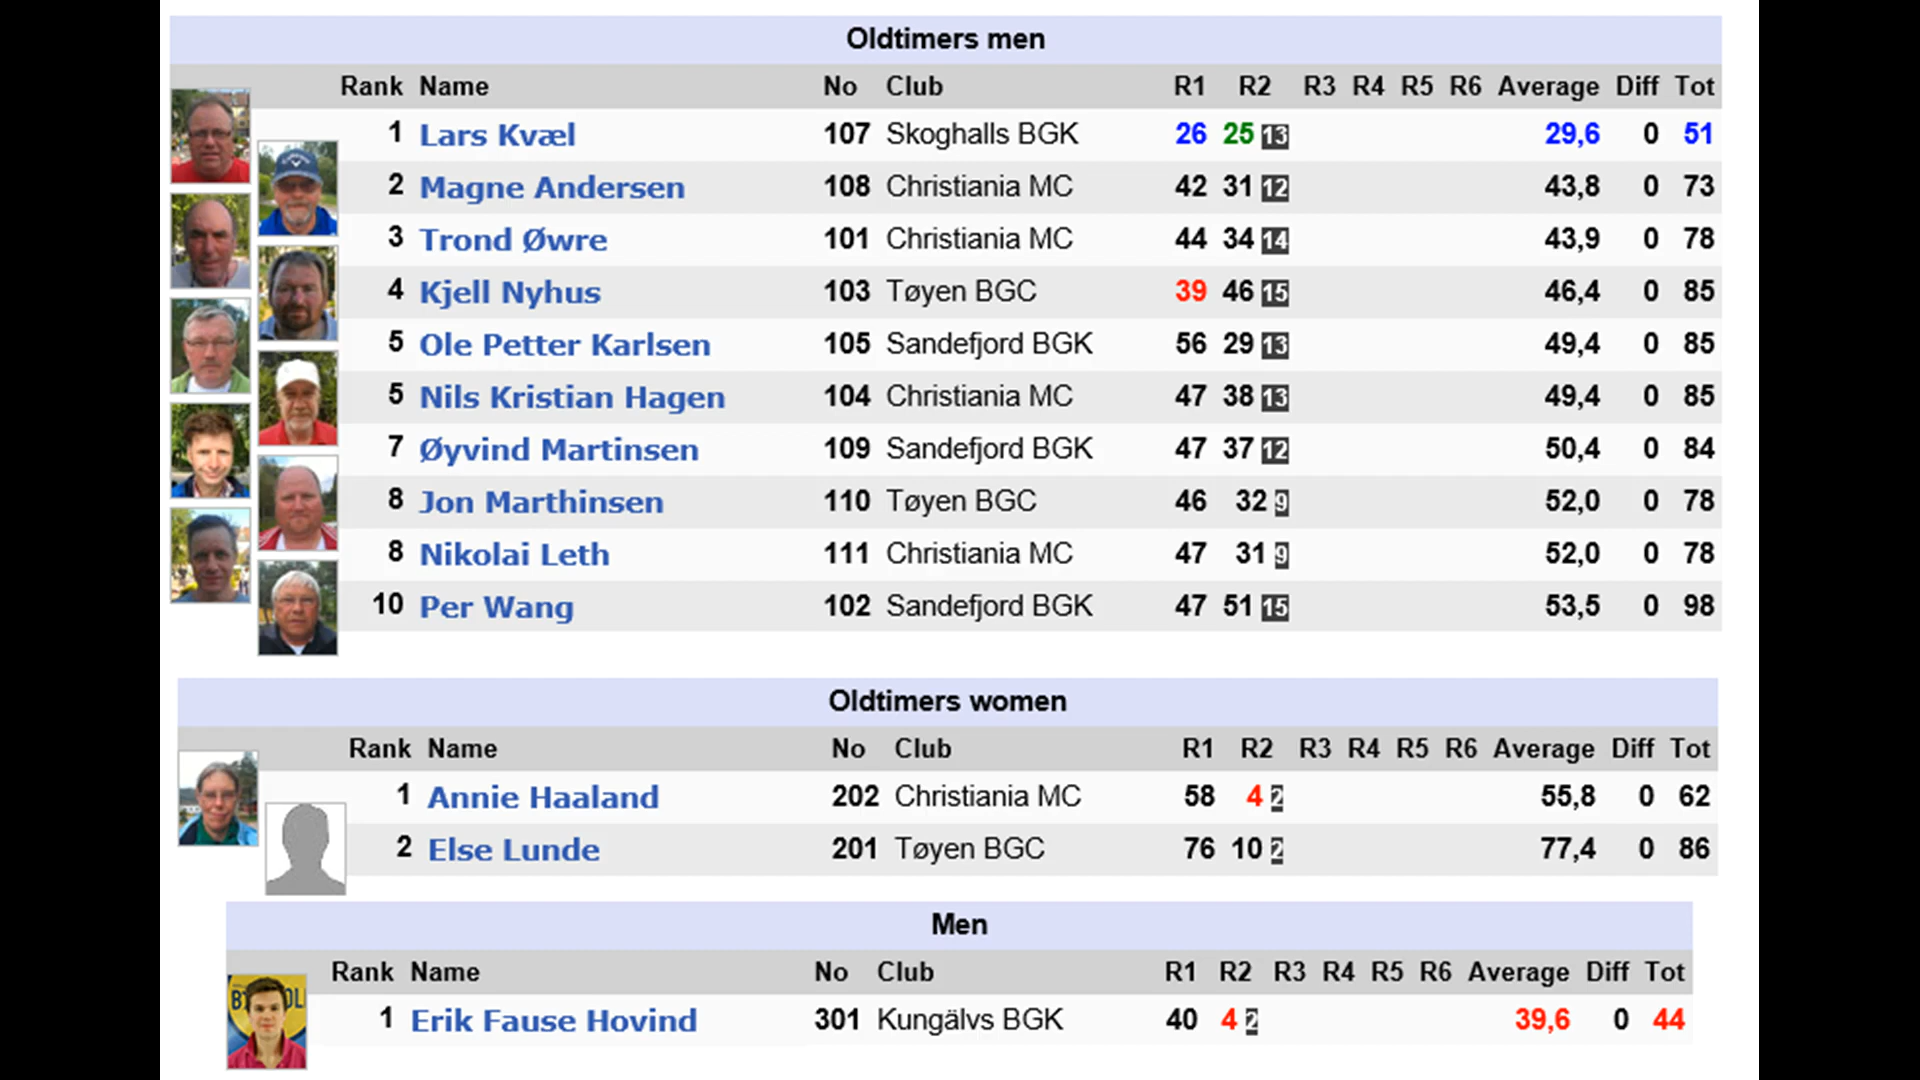 Oldtimers men
Rank Name No Club R1 R2 R3 R4 R5 R6 Average Diff Tot
1 Lars Kvæl 107 Skoghalls BGK 26 25 13 29,6 0 51
2 Magne Andersen 108 Christiania MC 42 31 12 43,8 0 73
3 Trond Øwre 101 Christiania MC 44 34 14 43,9 0 78
4 Kjell Nyhus 103 Tøyen BGC 39 46 15 46,4 0 85
5 Ole Petter Karlsen 105 Sandefjord BGK 56 29 13 49,4 0 85
5 Nils Kristian Hagen 104 Christiania MC 47 38 13 49,4 0 85
7 Øyvind Martinsen 109 Sandefjord BGK 47 37 12 50,4 0 84
8 Jon Marthinsen 110 Tøyen BGC 46 32 9 52,0 0 78
8 Nikolai Leth 111 Christiania MC 47 31 9 52,0 0 78
10 Per Wang 102 Sandefjord BGK 47 51 15 53,5 0 98
Oldtimers women
Rank Name No Club R1 R2 R3 R4 R5 R6 Average Diff Tot
1 Annie Haaland 202 Christiania MC 58 4 2 55,8 0 62
2 Else Lunde 201 Tøyen BGC 76 10 2 77,4 0 86
Men
Rank Name No Club R1 R2 R3 R4 R5 R6 Average Diff Tot
1 Erik Fause Hovind 301 Kungälvs BGK 40 4 2 39,6 0 44